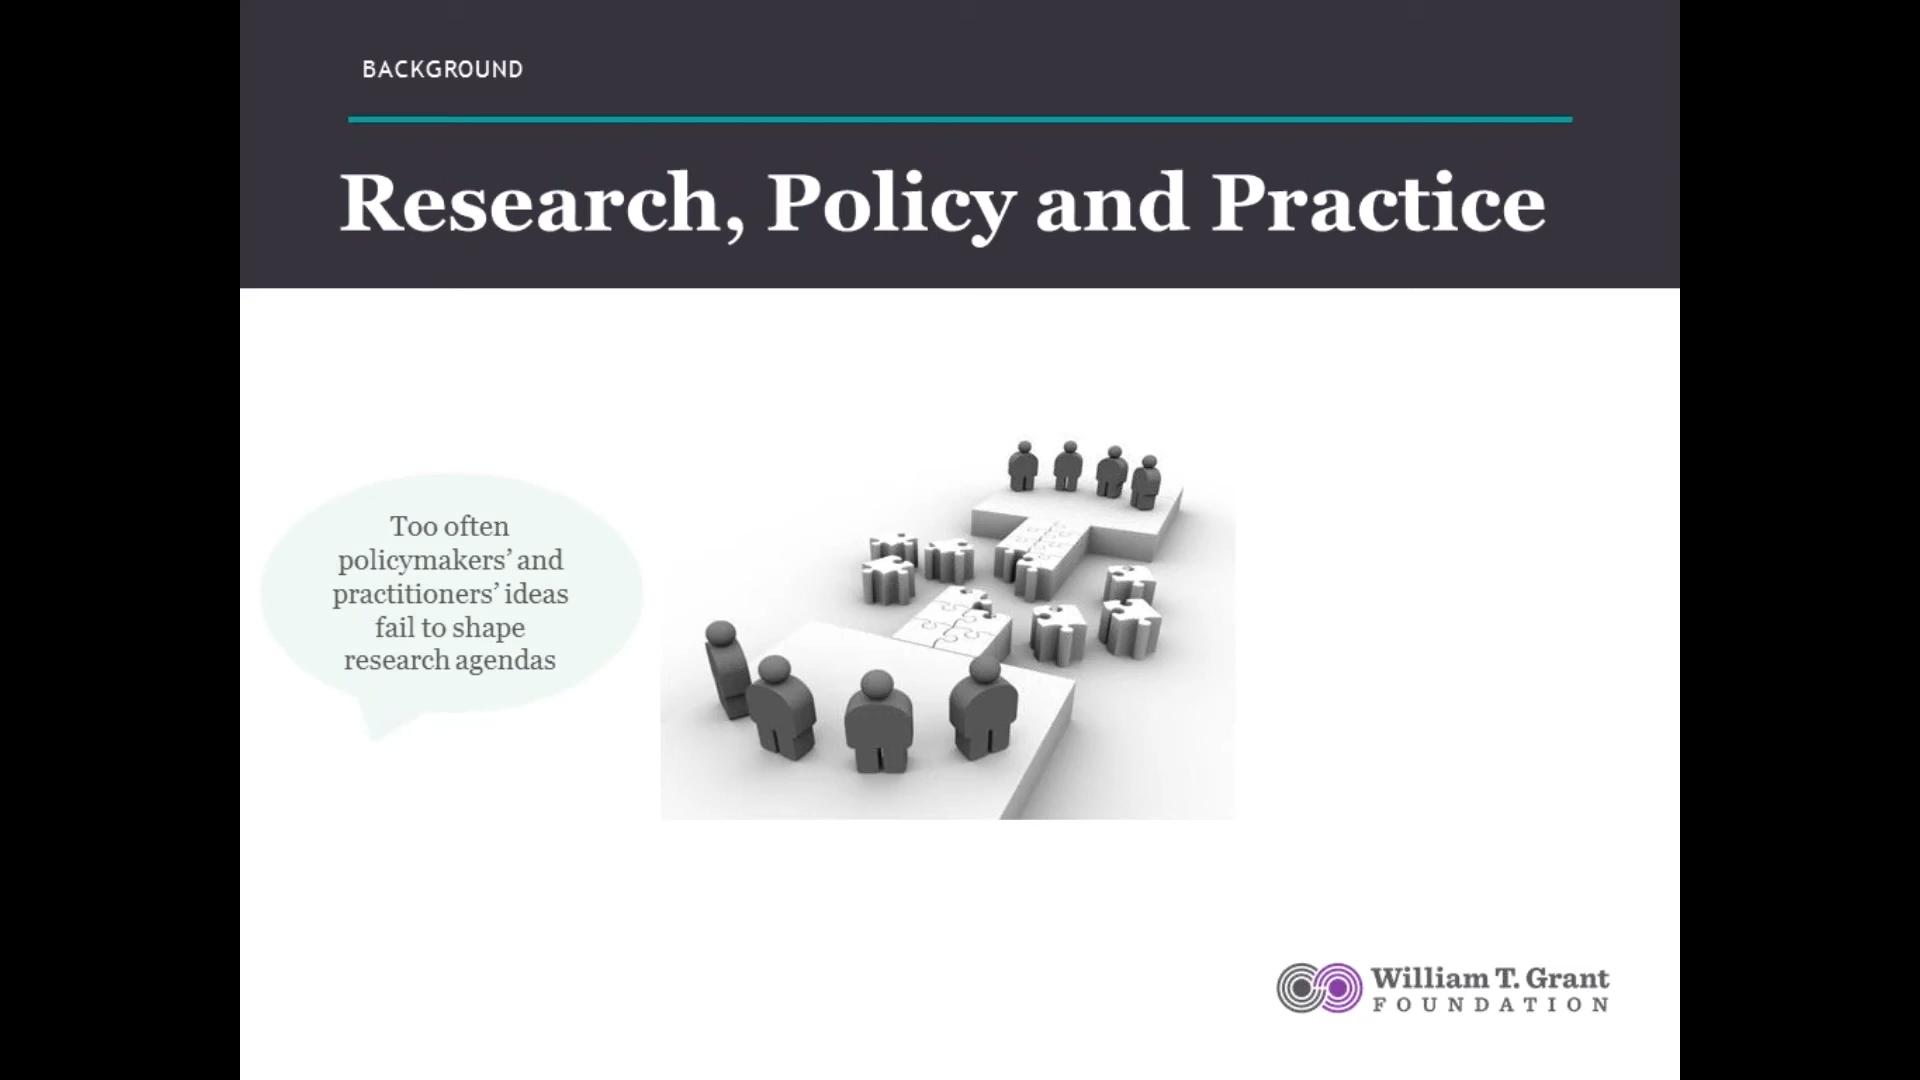 BACKGROUND
Research, Policy and Practice
Too often
policymakers’ and
practitioners’ ideas
fail to shape
research agendas
William T. Grant
FOUNDATION